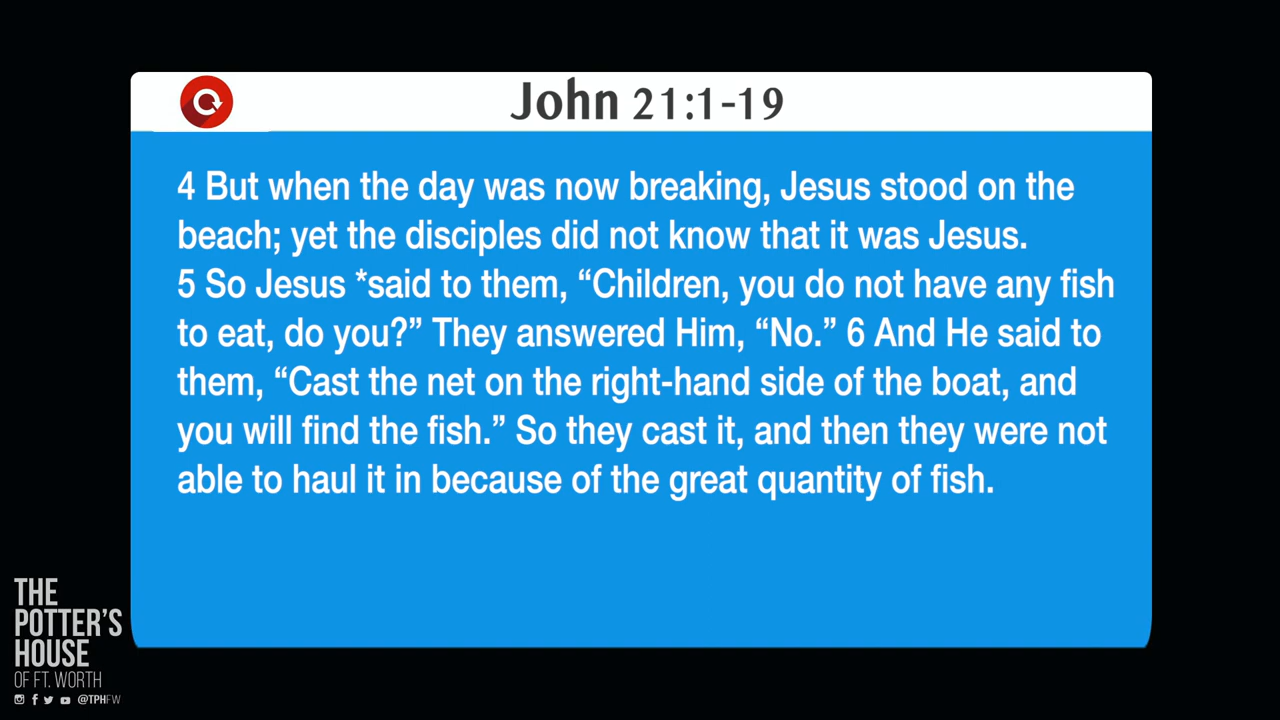 John 21:1-19
4 But when the day was now breaking, Jesus stood on the
beach; yet the disciples did not know that it was Jesus.
5 So Jesus *said to them, “Children, you do not have any fish
to eat, do you?” They answered Him, “No.” 6 And He said to
them, “Cast the net on the right-hand side of the boat, and
you will find the fish.” So they cast it, and then they were not
able to haul it in because of the great quantity of fish.
THE
POTTER’S
HOUSE
OF FT. WORTH
@TPHFW